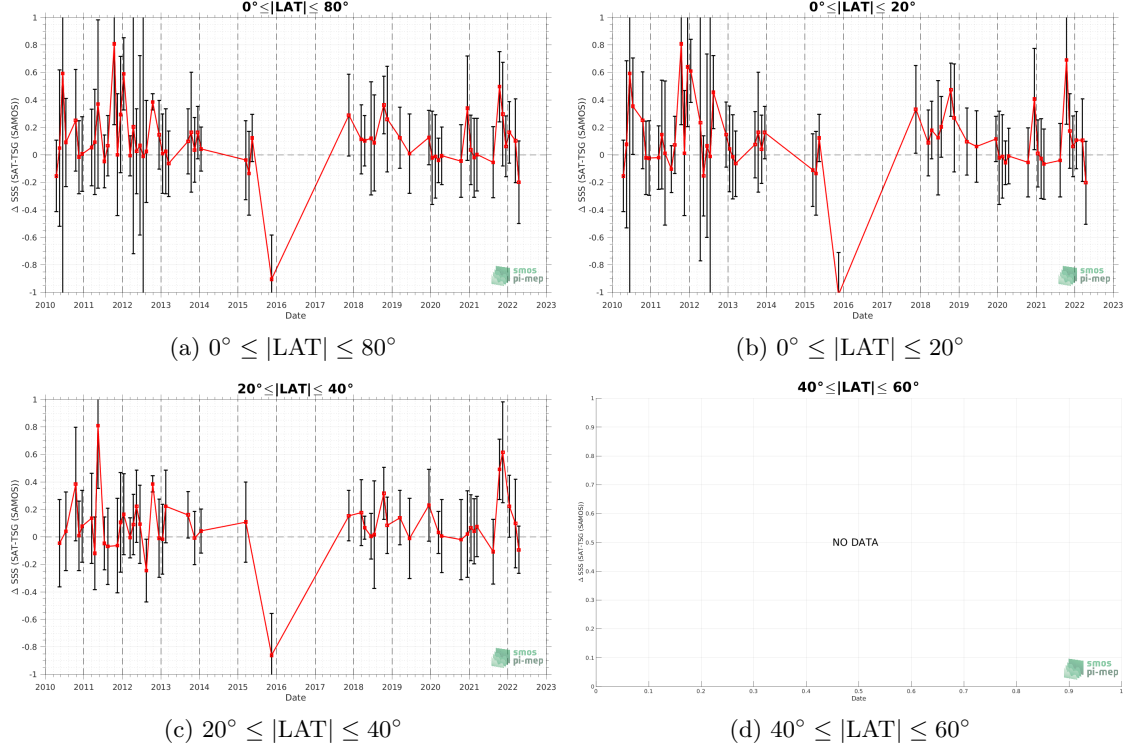 0°≤|LAT|≤ 80°
Δ SSS (SAT-TSG (SAMOS))
1
0.8
0.6
0.4
0.2
0
-0.2
-0.4
-0.6
-0.8
-1
2010 2011 2012 2013 2014 2015 2016 2017 2018 2019 2020 2021 2022 2023
Date
smos
pi-mep
(a) 0° ≤ |LAT| ≤ 80°
0°≤|LAT|≤ 20°
Δ SSS (SAT-TSG (SAMOS))
1
0.8
0.6
0.4
0.2
0
-0.2
-0.4
-0.6
-0.8
-1
2010 2011 2012 2013 2014 2015 2016 2017 2018 2019 2020 2021 2022 2023
Date
smos
pi-mep
(b) 0° ≤ |LAT| ≤ 20°
20°≤|LAT|≤ 40°
Δ SSS (SAT-TSG (SAMOS))
1
0.8
0.6
0.4
0.2
0
-0.2
-0.4
-0.6
-0.8
-1
2010 2011 2012 2013 2014 2015 2016 2017 2018 2019 2020 2021 2022 2023
Date
smos
pi-mep
(c) 20° ≤ |LAT| ≤ 40°
40°≤|LAT|≤ 60°
Δ SSS (SAT-TSG (SAMOS))
1
0.9
0.8
0.7
0.6
0.5
0.4
0.3
0.2
0.1
0
NO DATA
0 0.1 0.2 0.3 0.4 0.5 0.6 0.7 0.8 0.9 1
Date
smos
pi-mep
(d) 40° ≤ |LAT| ≤ 60°